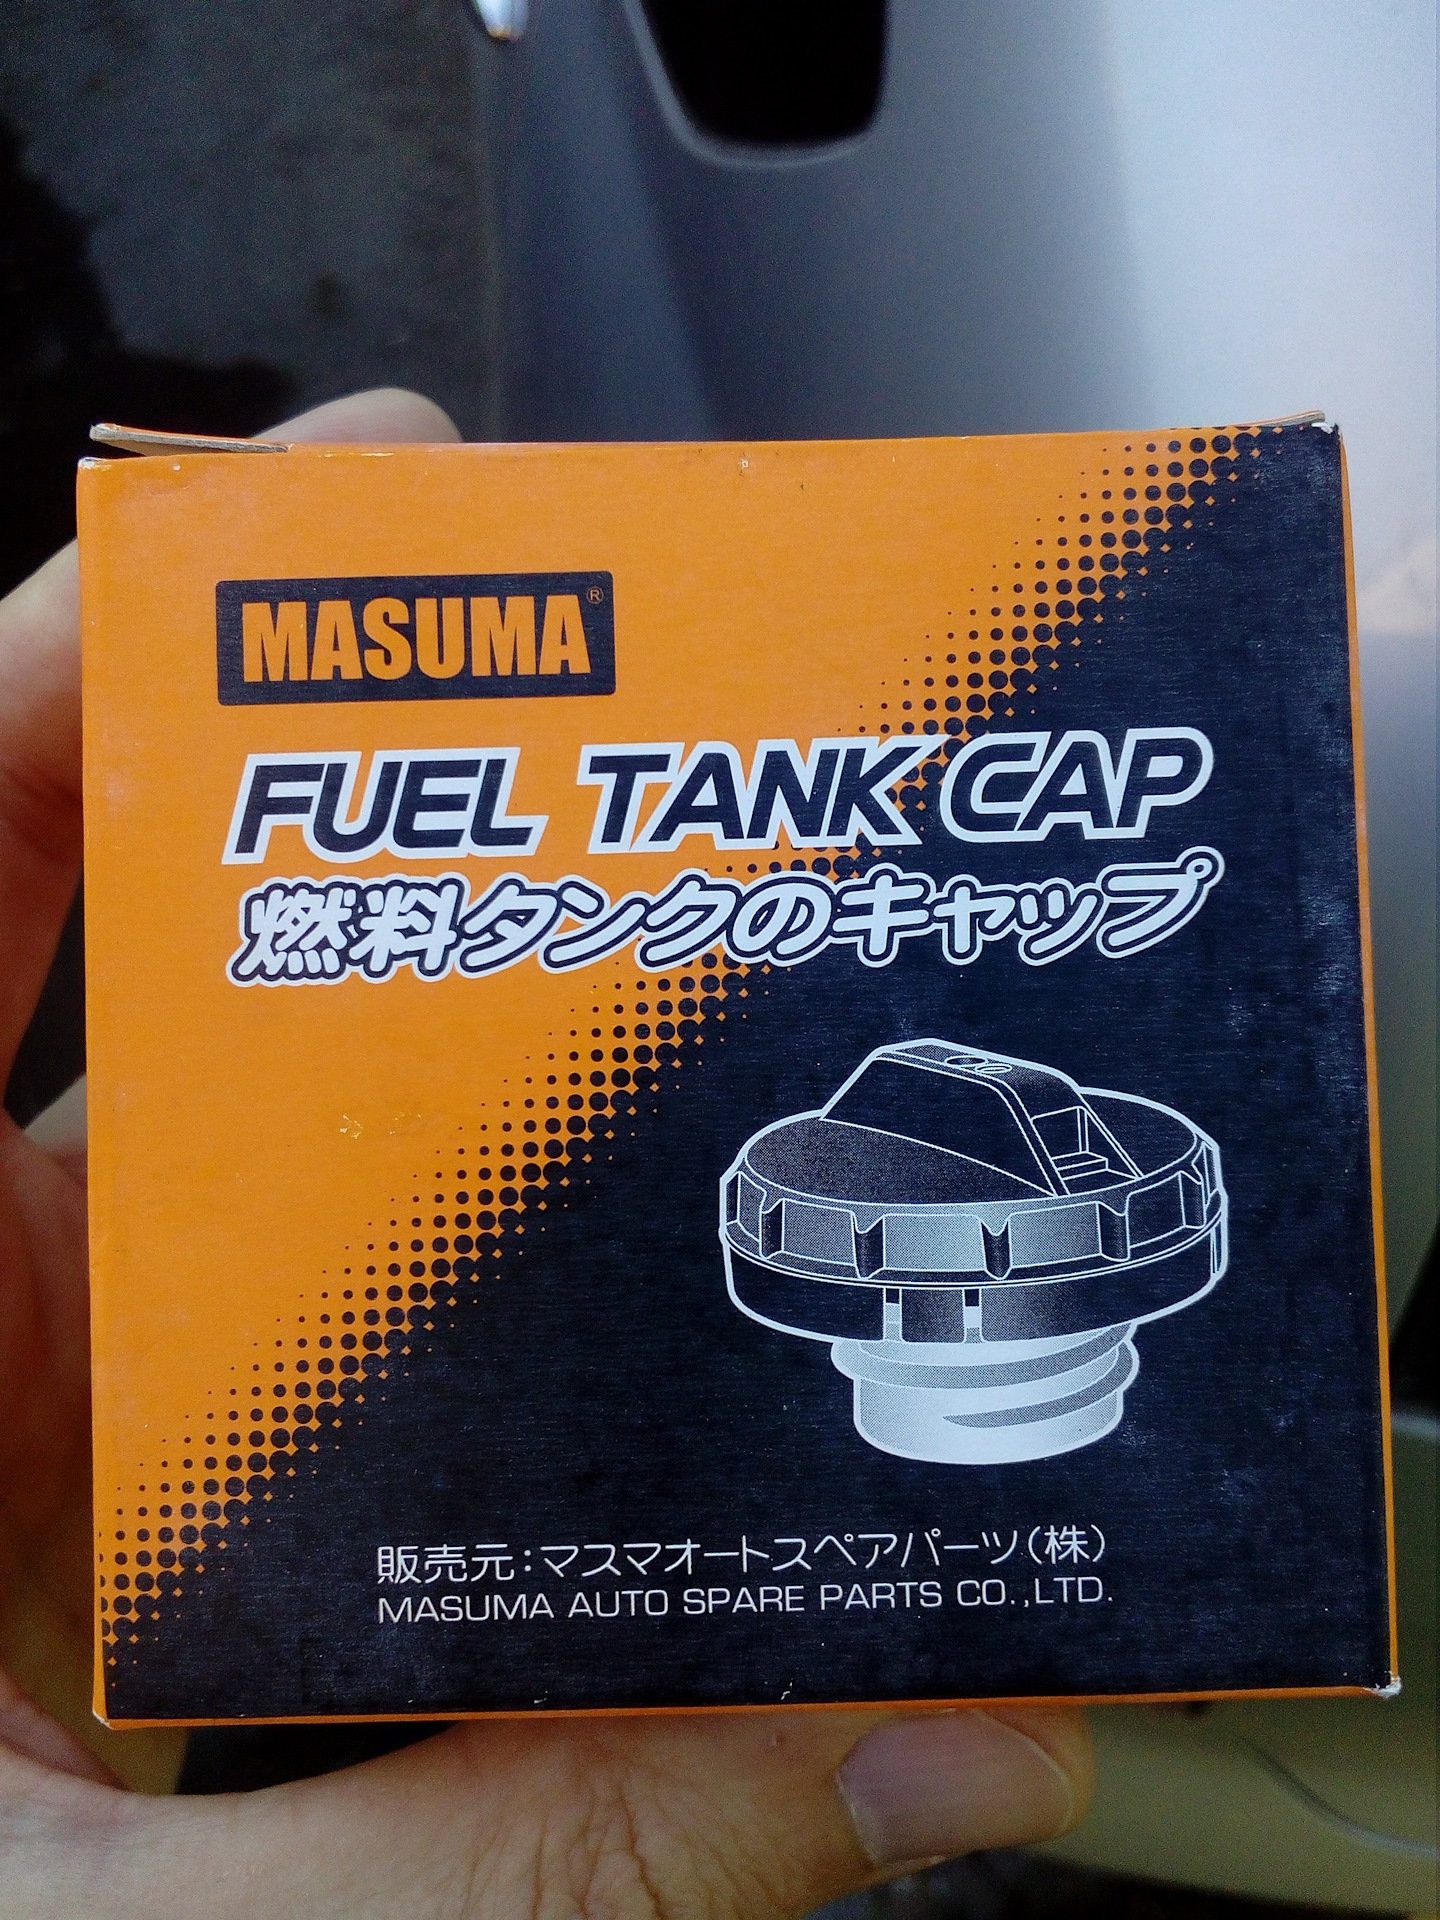 MASUMA®
FUEL TANK CAP
燃料タンクのキャップ
販売元:マスマオートスペアパーツ(株)
MASUMA AUTO SPARE PARTS CO.,LTD.